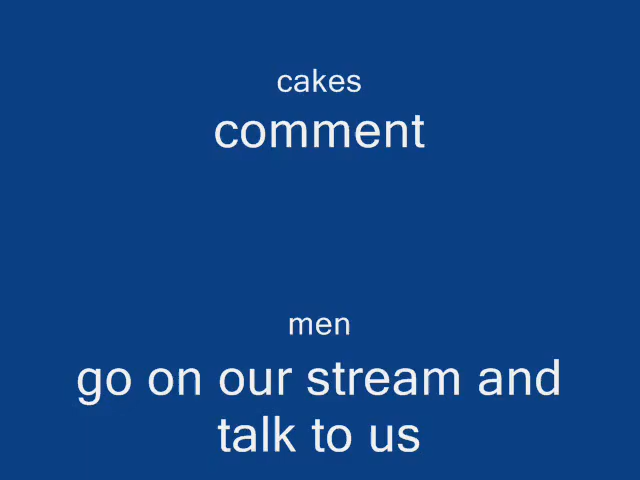 cakes
comment
men
go on our stream and
talk to us